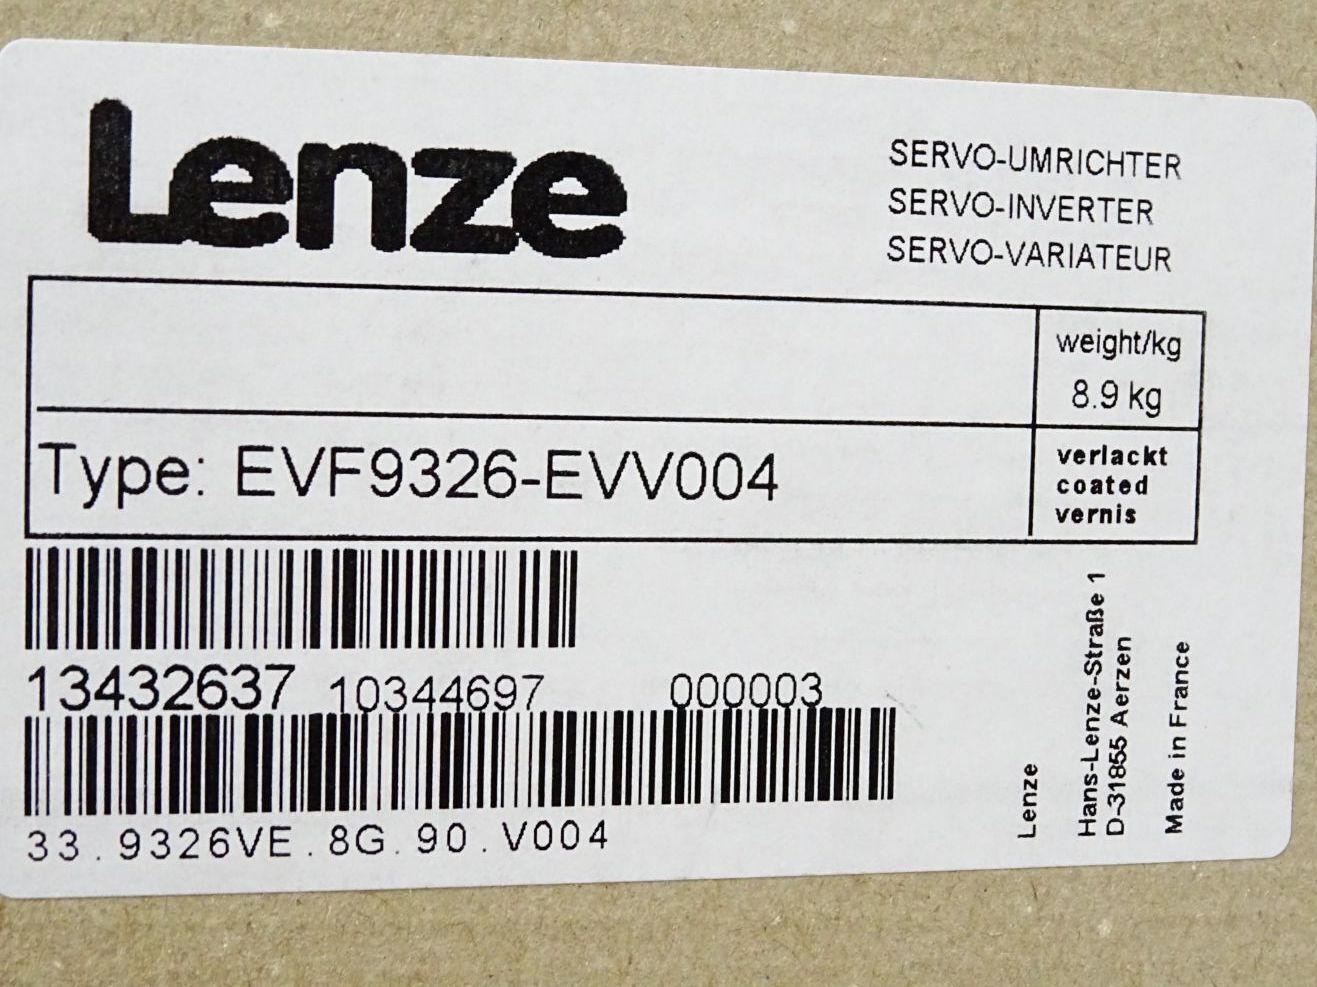 Lenze
SERVO-UMRICHTER
SERVO-INVERTER
SERVO-VARIATEUR
weight/kg
8.9 kg
Type: EVF9326-EVV004
verlackt
coated
vernis
13432637 10344697 000003
33.9326VE.8G.90.V004
Lenze
Hans-Lenze-Straße 1
D-31855 Aerzen
Made in France